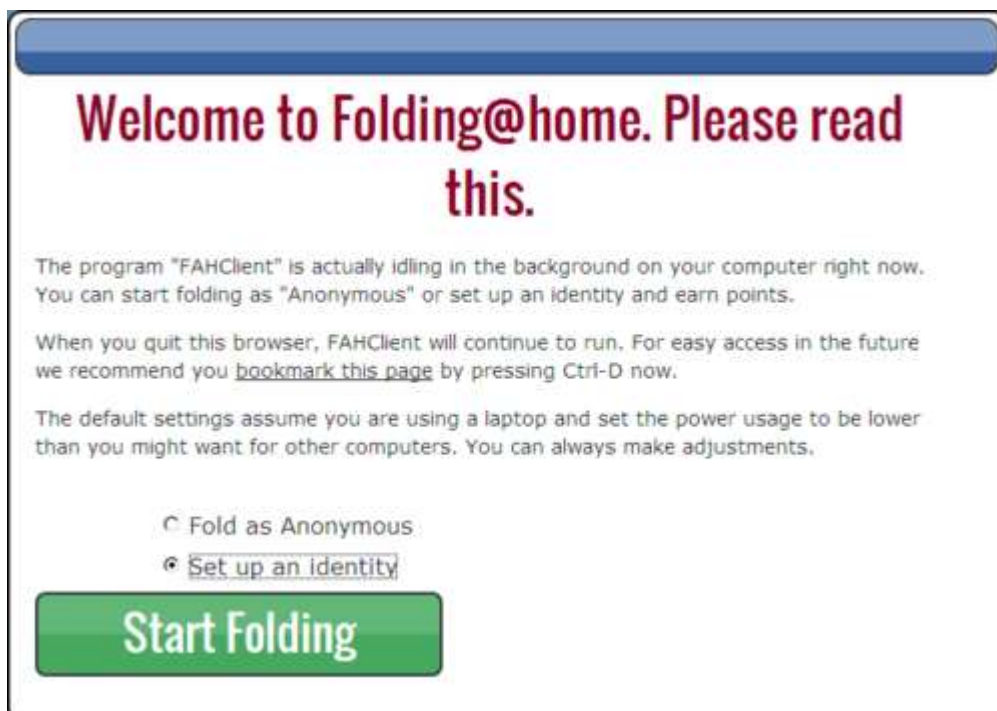 Welcome to Folding@home. Please read
this.
The program "FAHClient" is actually idling in the background on your computer right now.
You can start folding as "Anonymous" or set up an identity and earn points.
When you quit this browser, FAHClient will continue to run. For easy access in the future
we recommend you bookmark this page by pressing Ctrl-D now.
The default settings assume you are using a laptop and set the power usage to be lower
than you might want for other computers. You can always make adjustments.
Fold as Anonymous
Set up an identity
Start Folding